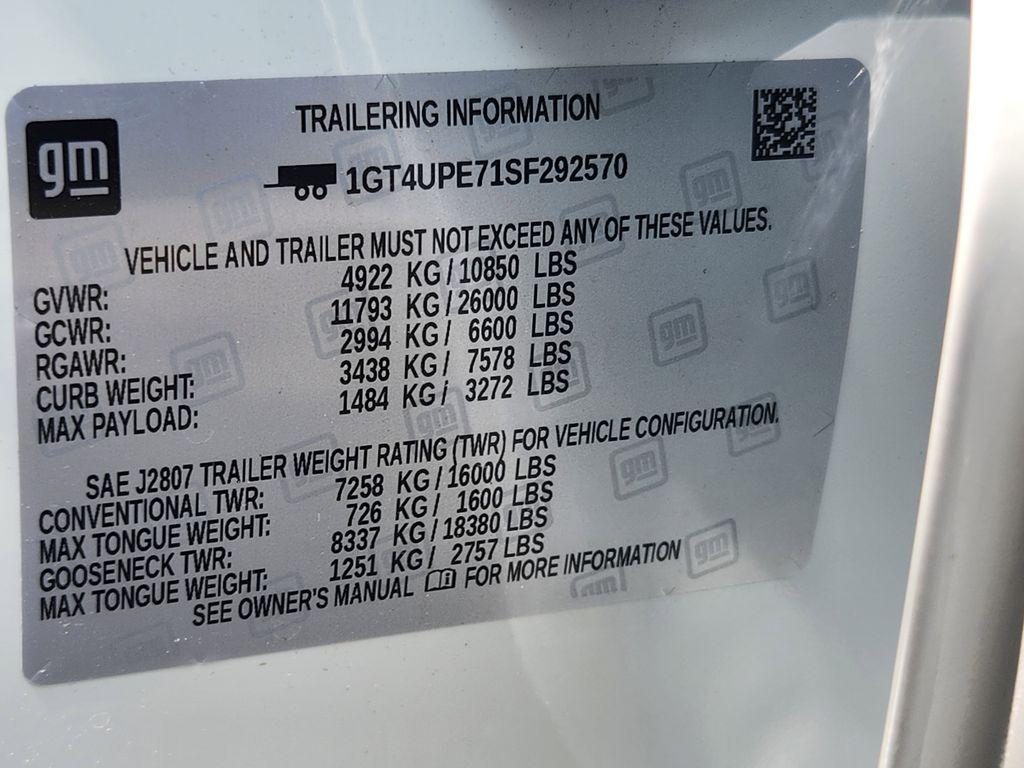 gm
TRAILERING INFORMATION
1GT4UPE71SF292570
VEHICLE AND TRAILER MUST NOT EXCEED ANY OF THESE VALUES.
GVWR: 4922 KG/10850 LBS
GCWR: 11793 KG/26000 LBS
RGAWR: 2994 KG/ 6600 LBS
CURB WEIGHT: 3438 KG/ 7578 LBS
MAX PAYLOAD: 1484 KG/ 3272 LBS
SAE J2807 TRAILER WEIGHT RATING (TWR) FOR VEHICLE CONFIGURATION.
CONVENTIONAL TWR: 7258 KG/16000 LBS
MAX TONGUE WEIGHT: 726 KG/ 1600 LBS
GOOSENECK TWR: 8337 KG/18380 LBS
MAX TONGUE WEIGHT: 1251 KG/ 2757 LBS
SEE OWNER'S MANUAL FOR MORE INFORMATION